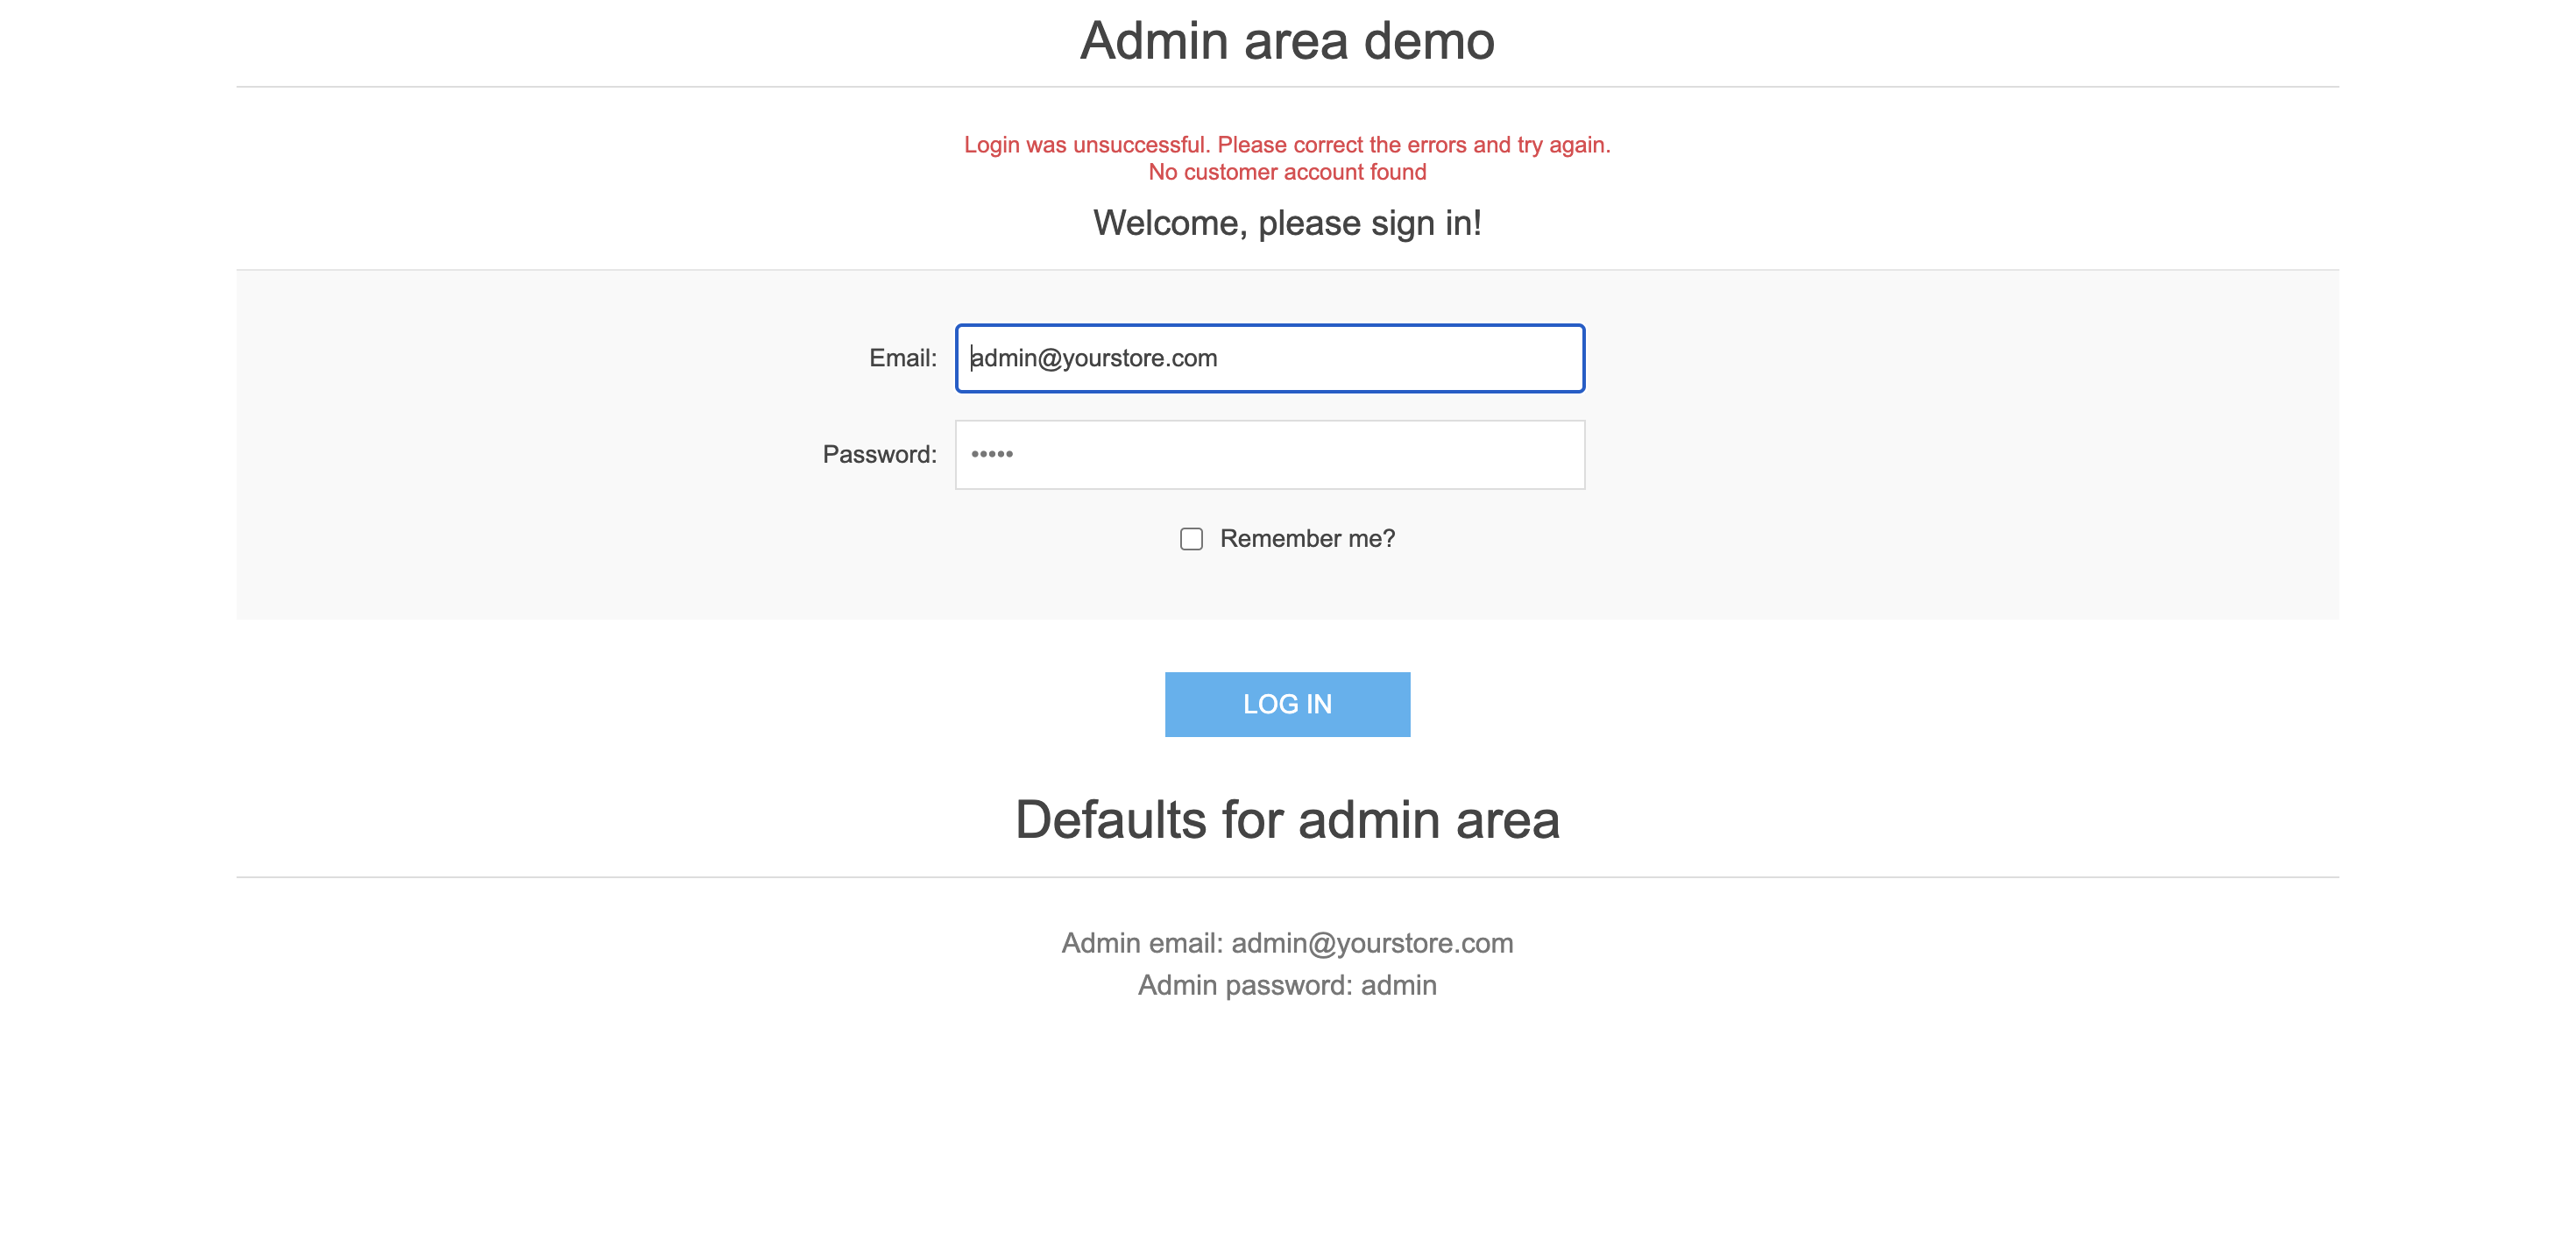 Admin area demo
Login was unsuccessful. Please correct the errors and try again.
No customer account found
Welcome, please sign in!
Email: admin@yourstore.com
Password: •••••
Remember me?
LOG IN
Defaults for admin area
Admin email: admin@yourstore.com
Admin password: admin